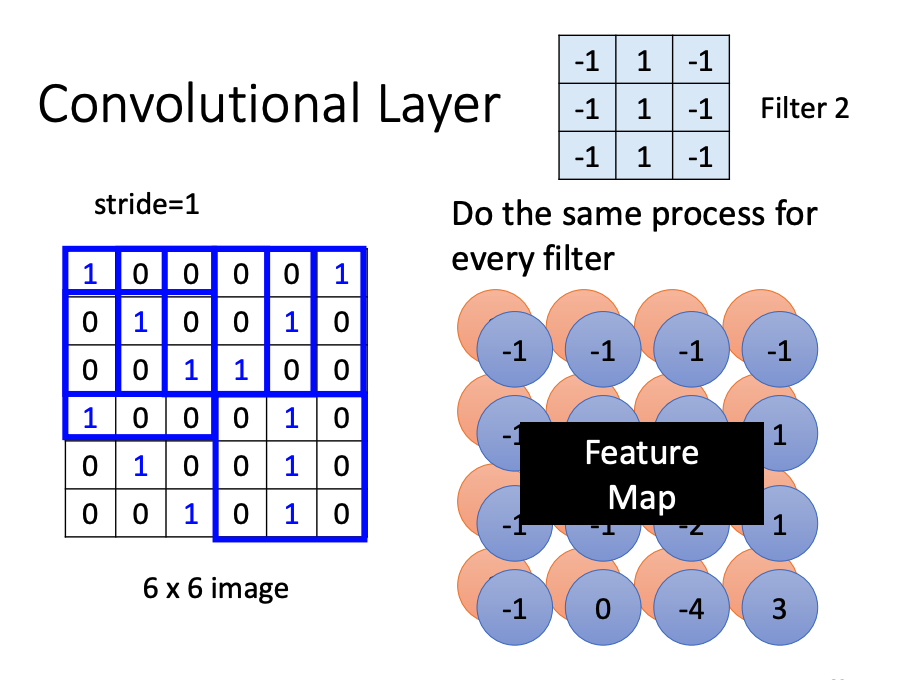 Convolutional Layer
-1 1 -1
-1 1 -1
-1 1 -1
Filter 2
stride=1
Do the same process for
every filter
1 0 0 0 0 1
0 1 0 0 1 0
0 0 1 1 0 0
1 0 0 0 1 0
0 1 0 0 1 0
0 0 1 0 1 0
6 x 6 image
-1 -1 -1 -1
-1 1
Feature
Map
-1 -1 -2 1
-1 0 -4 3